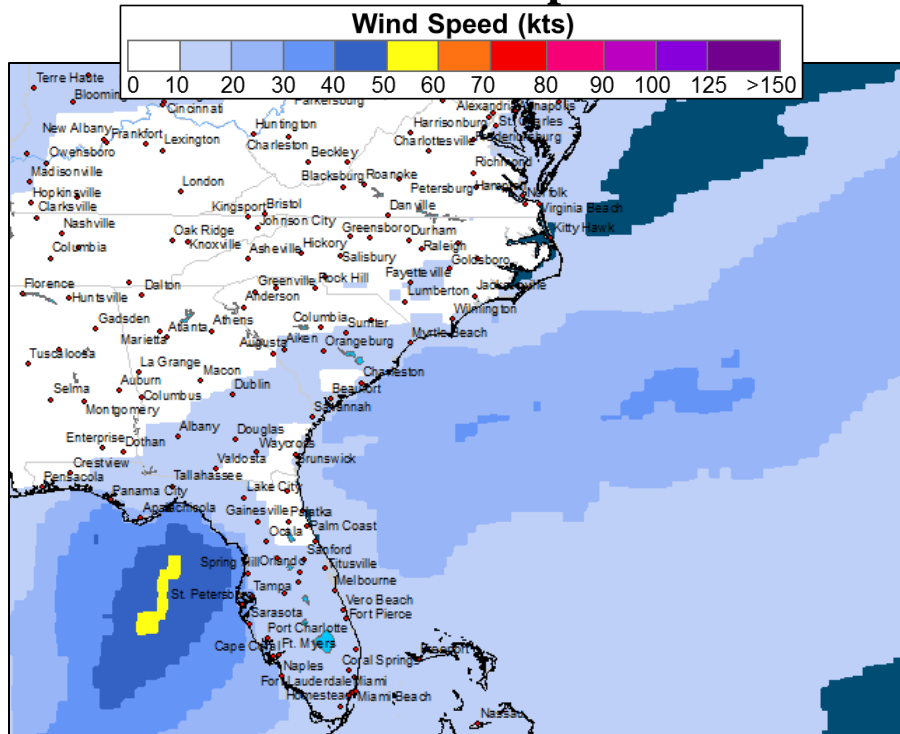 Wind Speed (kts)
0 10 20 30 40 50 60 70 80 90 100 125 >150
Terre Haute
Cincinnati
Parkersburg
Huntington
Harrisonburg
New Albany
Frankfort
Lexington
Charleston
Charlottesville
Owensboro
Beckley
Richmond
Madisonville
London
Blacksburg
Roanoke
Petersburg
Norfolk
Hopkinsville
Clarksville
Kingsport
Bristol
Danville
Virginia Beach
Nashville
Johnson City
Kitty Hawk
Oak Ridge
Greensboro
Durham
Columbia
Knoxville
Asheville
Hickory
Raleigh
Salisbury
Goldsboro
Fayetteville
Florence
Dalton
Greenville
Rock Hill
Huntsville
Anderson
Lumberton
Jacksonville
Gadsden
Wilmington
Atlanta
Athens
Columbia
Sumter
Marietta
Augusta
Aiken
Orangeburg
Myrtle Beach
Tuscaloosa
La Grange
Macon
Charleston
Selma
Auburn
Dublin
Columbus
Beaufort
Montgomery
Savannah
Albany
Douglas
Enterprise
Dothan
Waycross
Crestview
Valdosta
Brunswick
Pensacola
Tallahassee
Panama City
Lake City
Apalachicola
Gainesville
Palatka
Ocala
Palm Coast
Sanford
Spring Hill
Orlando
Titusville
Tampa
Melbourne
St. Petersburg
Vero Beach
Sarasota
Fort Pierce
Port Charlotte
Cape Coral
Ft. Myers
Naples
Coral Springs
Freeport
Fort Lauderdale
Miami
Homestead
Miami Beach
Nassau